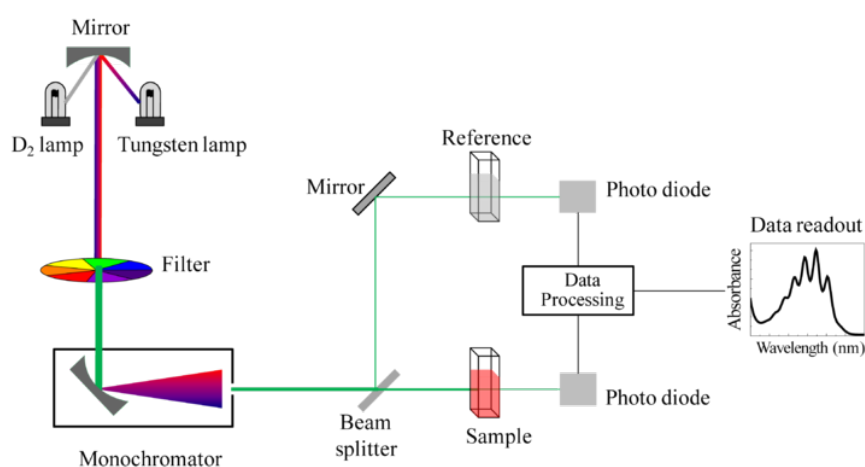 Mirror
D₂ lamp
Tungsten lamp
Filter
Monochromator
Mirror
Beam
splitter
Reference
Sample
Photo diode
Data
Processing
Photo diode
Data readout
Absorbance
Wavelength (nm)